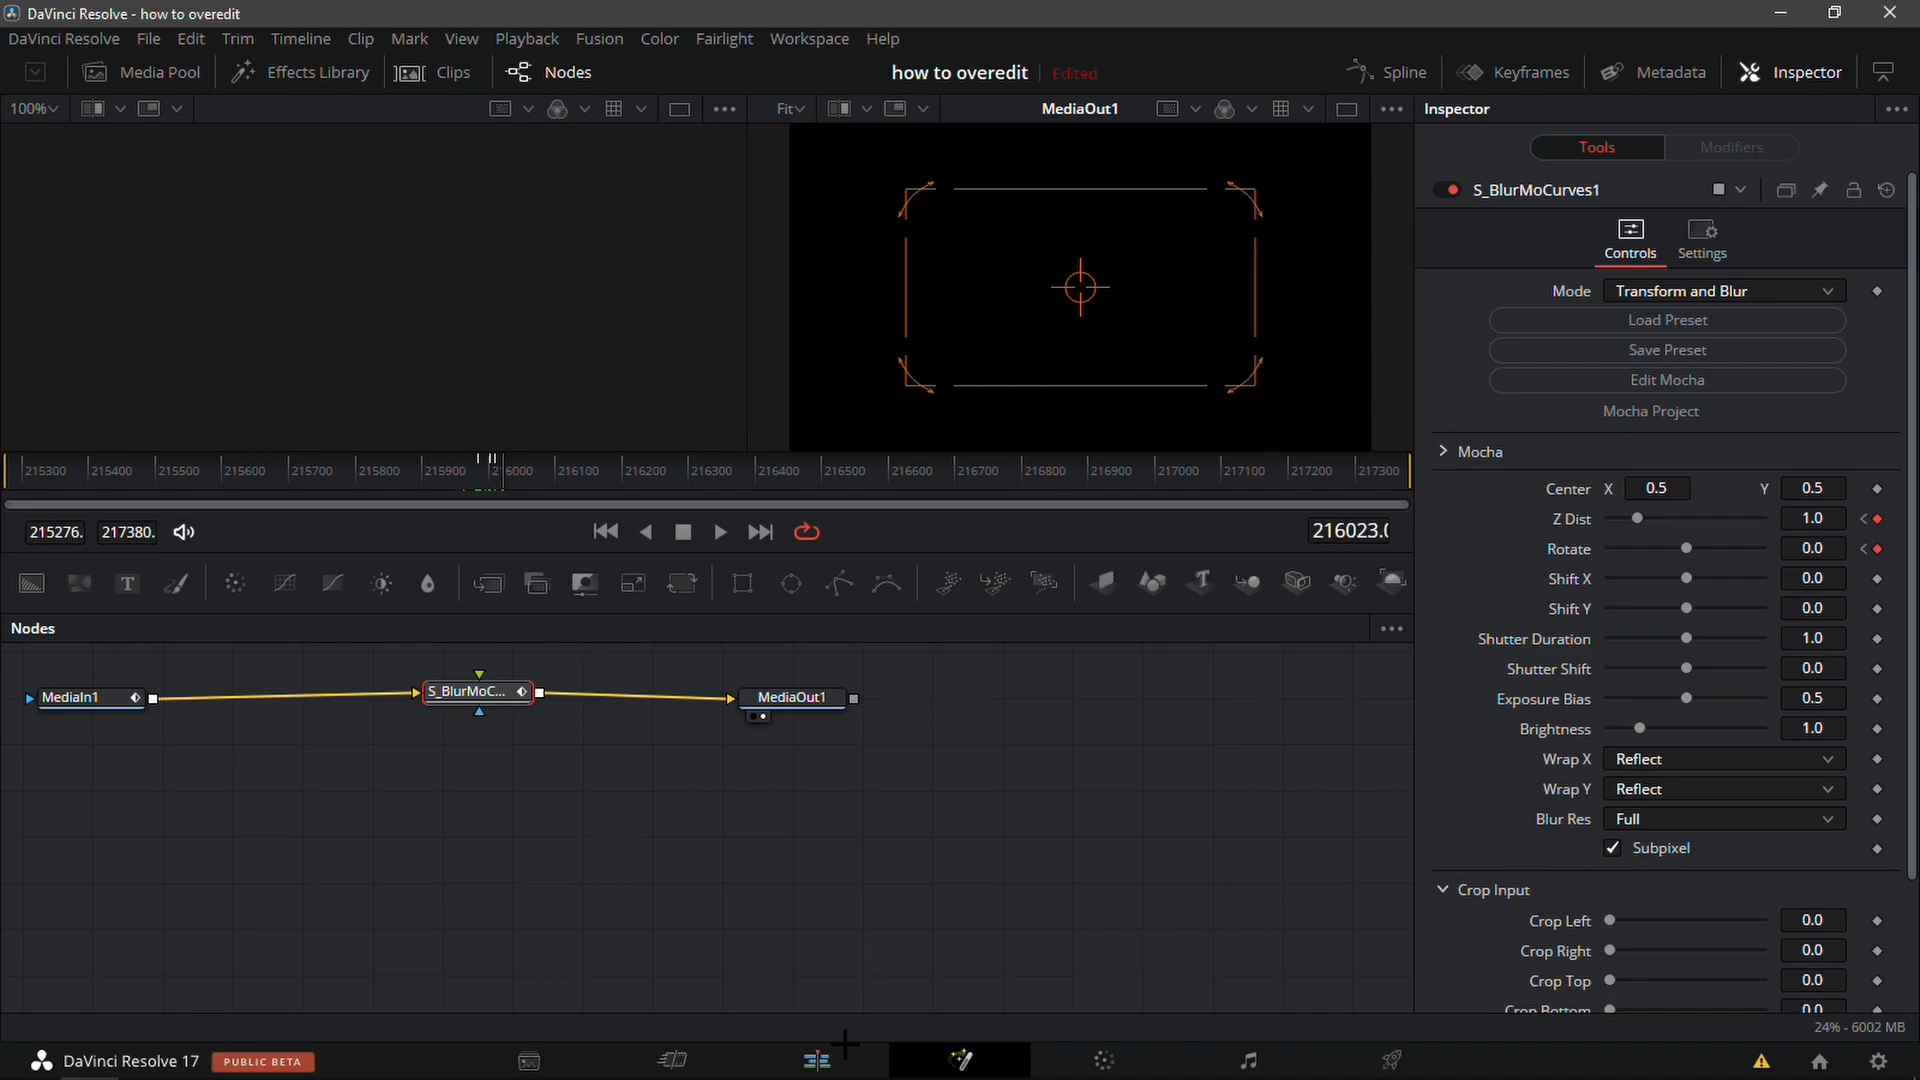 DaVinci Resolve - how to overedit
DaVinci Resolve File Edit Trim Timeline Clip Mark View Playback Fusion Color Fairlight Workspace Help
Media Pool Effects Library Clips Nodes how to overedit Edited Spline Keyframes Metadata Inspector
100% Fit MediaOut1 Inspector
Tools Modifiers
S_BlurMoCurves1
Controls Settings
Mode Transform and Blur
Load Preset
Save Preset
Edit Mocha
Mocha Project
Mocha
215300 215400 215500 215600 215700 215800 215900 216000 216100 216200 216300 216400 216500 216600 216700 216800 216900 217000 217100 217200 217300
Center X 0.5 Y 0.5
Z Dist 1.0
215276. 217380. 216023.0
Rotate 0.0
Shift X 0.0
Shift Y 0.0
Nodes
Shutter Duration 1.0
Shutter Shift 0.0
MediaIn1 S_BlurMoC... MediaOut1
Exposure Bias 0.5
Brightness 1.0
Wrap X Reflect
Wrap Y Reflect
Blur Res Full
Subpixel
Crop Input
Crop Left 0.0
Crop Right 0.0
Crop Top 0.0
Crop Bottom 0.0
24% - 6002 MB
DaVinci Resolve 17 PUBLIC BETA